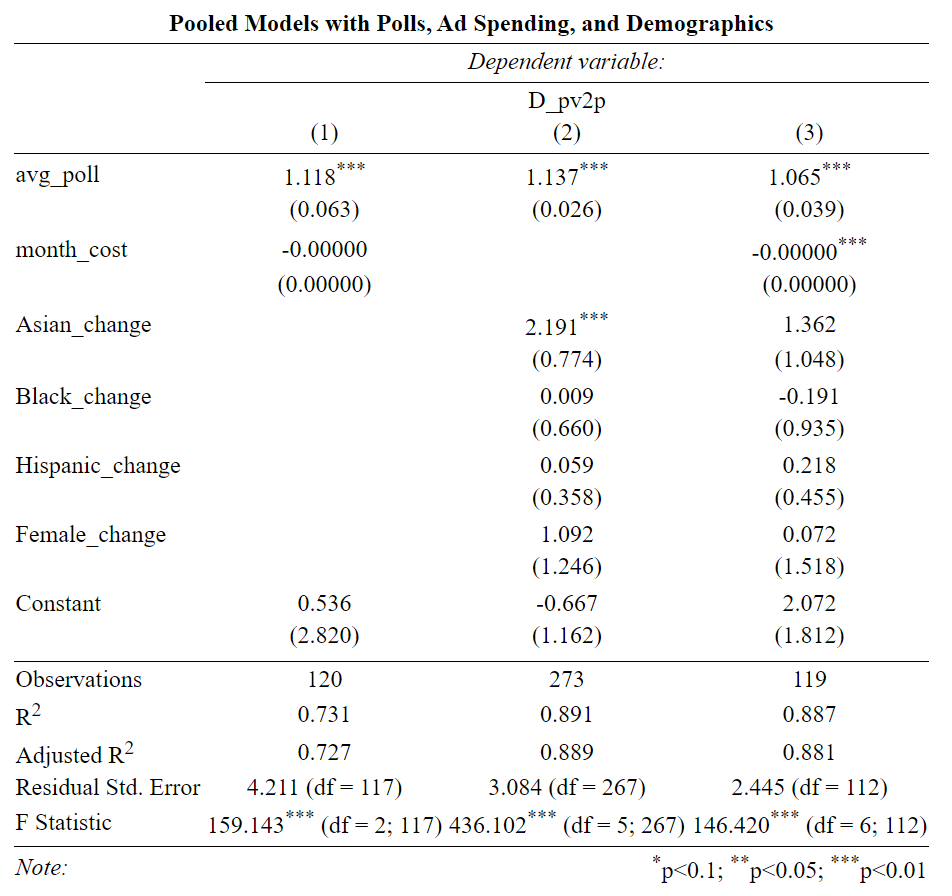 Pooled Models with Polls, Ad Spending, and Demographics
Dependent variable:
D_pv2p
(1) (2) (3)
avg_poll 1.118*** 1.137*** 1.065***
(0.063) (0.026) (0.039)
month_cost -0.00000 -0.00000***
(0.00000) (0.00000)
Asian_change 2.191*** 1.362
(0.774) (1.048)
Black_change 0.009 -0.191
(0.660) (0.935)
Hispanic_change 0.059 0.218
(0.358) (0.455)
Female_change 1.092 0.072
(1.246) (1.518)
Constant 0.536 -0.667 2.072
(2.820) (1.162) (1.812)
Observations 120 273 119
R2 0.731 0.891 0.887
Adjusted R2 0.727 0.889 0.881
Residual Std. Error 4.211 (df = 117) 3.084 (df = 267) 2.445 (df = 112)
F Statistic 159.143*** (df = 2; 117) 436.102*** (df = 5; 267) 146.420*** (df = 6; 112)
Note: *p<0.1; **p<0.05; ***p<0.01